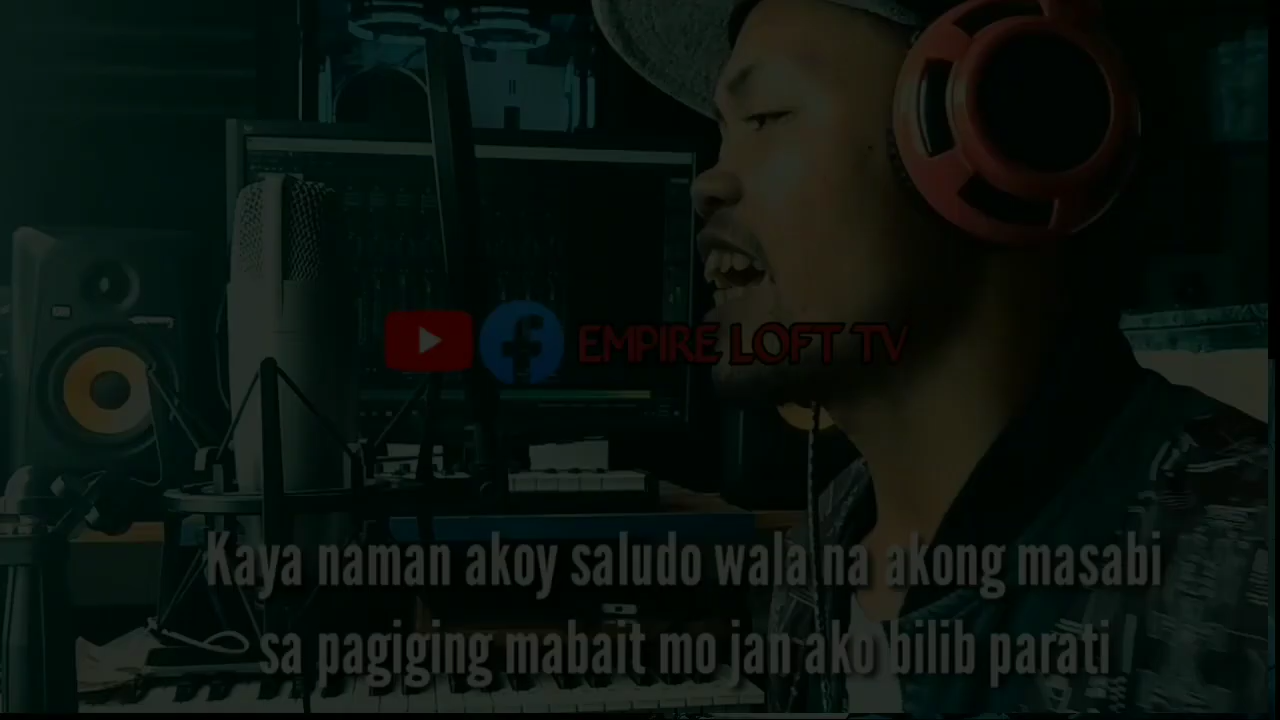 EMPIRE LOFT TV
Kaya naman akoy saludo wala na akong masabi
sa pagiging mabait mo jan ako bilib parati